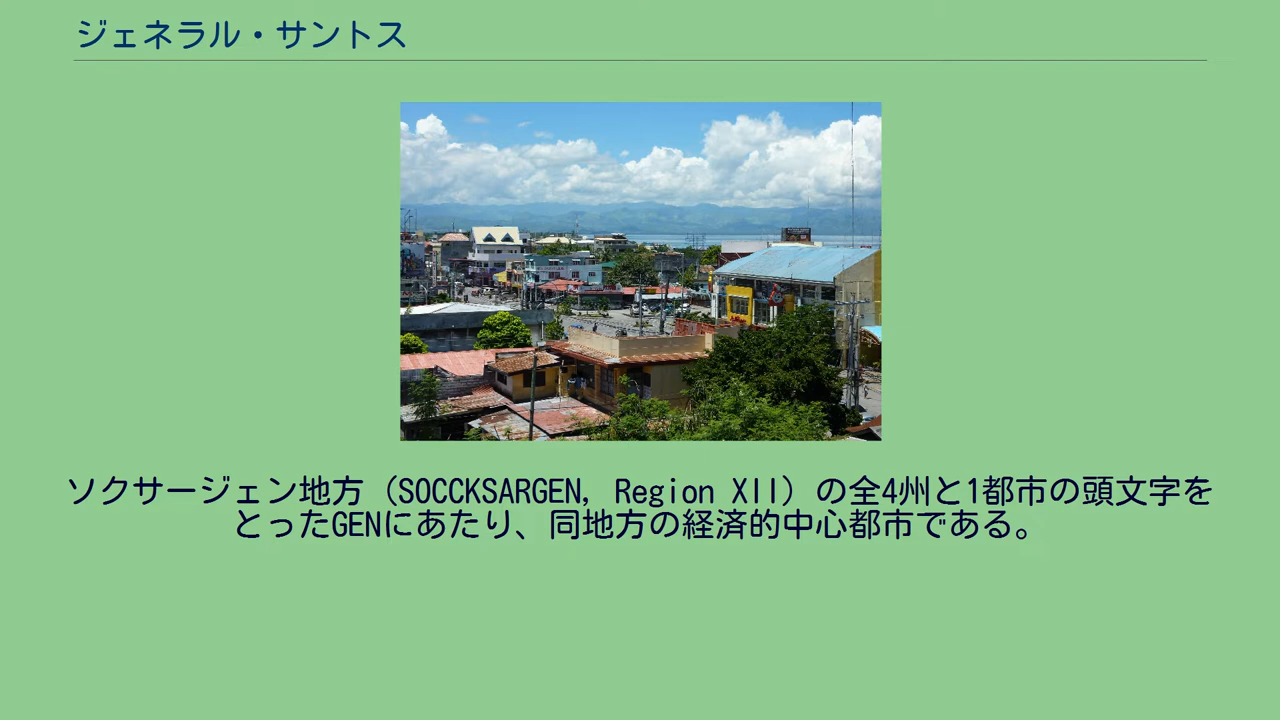 ジェネラル・サントス
ソクサージェン地方（SOCCKSARGEN, Region XII）の全4州と1都市の頭文字を
とったGENにあたり、同地方の経済的中心都市である。